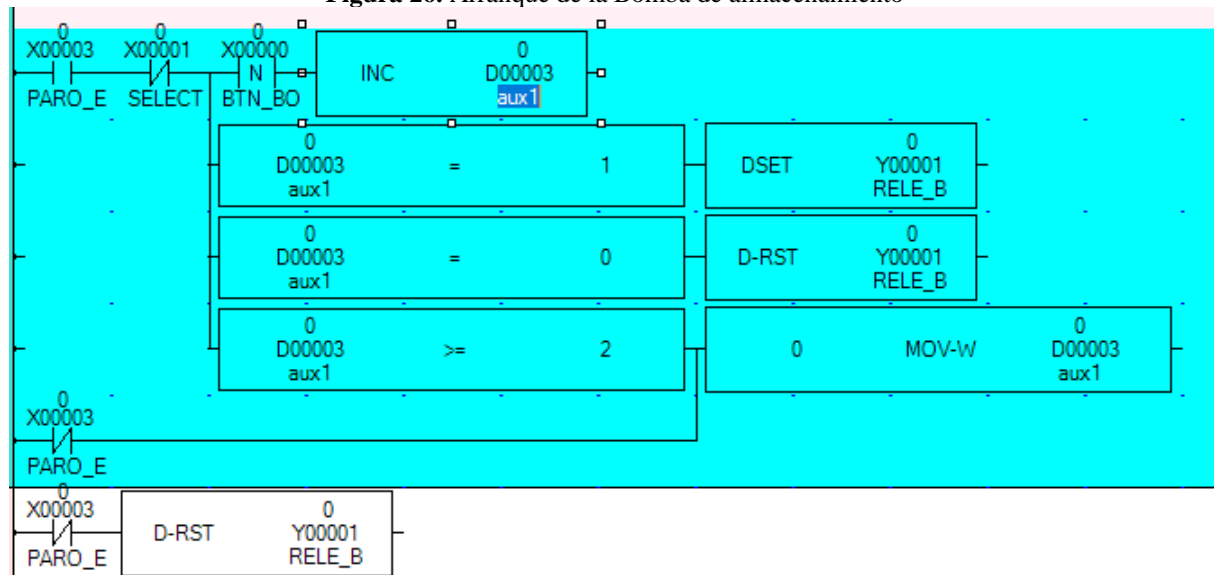 Figura 26. Arranque de la Bomba de almacenamiento
0 0 0 0
X00003 X00001 X00000 D00003
N INC aux1
PARO_E SELECT BTN_BO
0 0
D00003 = 1 DSET Y00001
aux1 RELE_B
0 0
D00003 = 0 D-RST Y00001
aux1 RELE_B
0 0
D00003 >= 2 0 MOV-W D00003
aux1 aux1
0
X00003
PARO_E
0 0
X00003 D-RST Y00001
PARO_E RELE_B